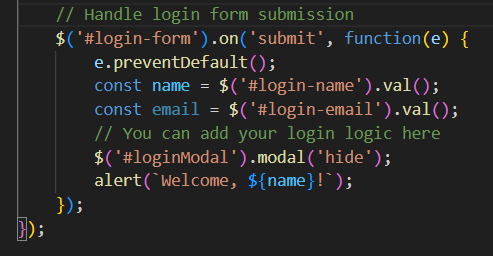 // Handle login form submission
$('#login-form').on('submit', function(e) {
e.preventDefault();
const name = $('#login-name').val();
const email = $('#login-email').val();
// You can add your login logic here
$('#loginModal').modal('hide');
alert(`Welcome, ${name}!`);
});
});